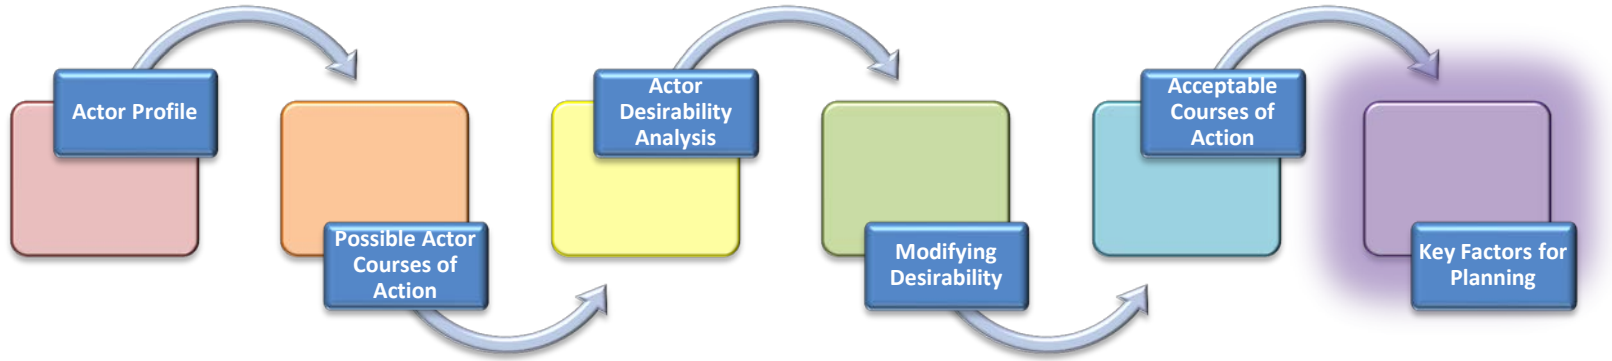 Actor Profile
Possible Actor
Courses of
Action
Actor
Desirability
Analysis
Modifying
Desirability
Acceptable
Courses of
Action
Key Factors for
Planning